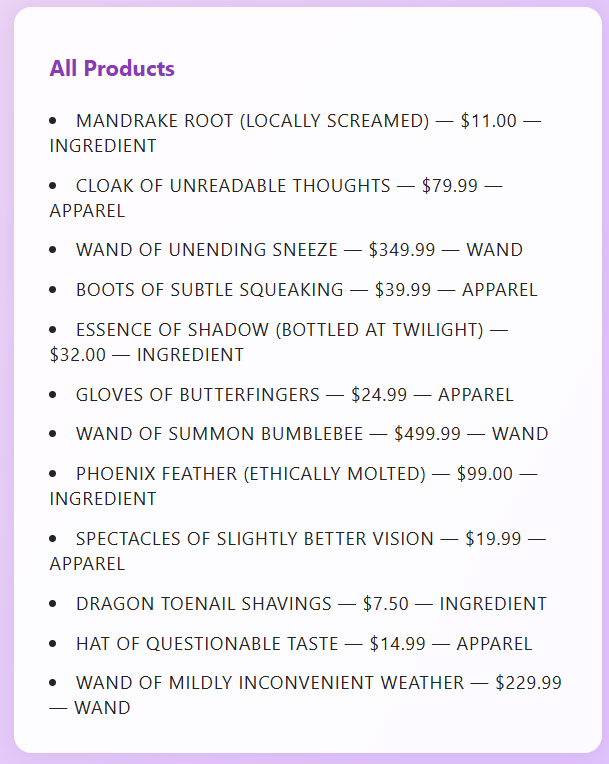 All Products
• MANDRAKE ROOT (LOCALLY SCREAMED) — $11.00 —
INGREDIENT
• CLOAK OF UNREADABLE THOUGHTS — $79.99 —
APPAREL
• WAND OF UNENDING SNEEZE — $349.99 — WAND
• BOOTS OF SUBTLE SQUEAKING — $39.99 — APPAREL
• ESSENCE OF SHADOW (BOTTLED AT TWILIGHT) —
$32.00 — INGREDIENT
• GLOVES OF BUTTERFINGERS — $24.99 — APPAREL
• WAND OF SUMMON BUMBLEBEE — $499.99 — WAND
• PHOENIX FEATHER (ETHICALLY MOLTED) — $99.00 —
INGREDIENT
• SPECTACLES OF SLIGHTLY BETTER VISION — $19.99 —
APPAREL
• DRAGON TOENAIL SHAVINGS — $7.50 — INGREDIENT
• HAT OF QUESTIONABLE TASTE — $14.99 — APPAREL
• WAND OF MILDLY INCONVENIENT WEATHER — $229.99
— WAND